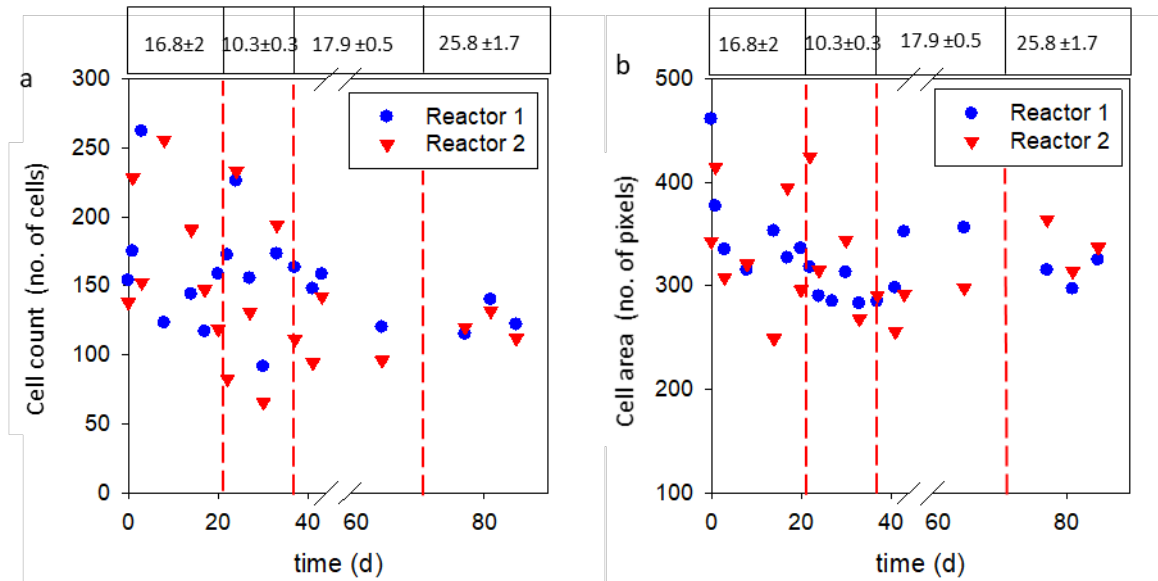 16.8±2 10.3±0.3 17.9 ±0.5 25.8 ±1.7
a
300
250
200
150
100
50
0
Cell count (no. of cells)
Reactor 1
Reactor 2
0 20 40 60 80
time (d)
16.8±2 10.3±0.3 17.9 ±0.5 25.8 ±1.7
b
500
400
300
200
100
Cell area (no. of pixels)
Reactor 1
Reactor 2
0 20 40 60 80
time (d)